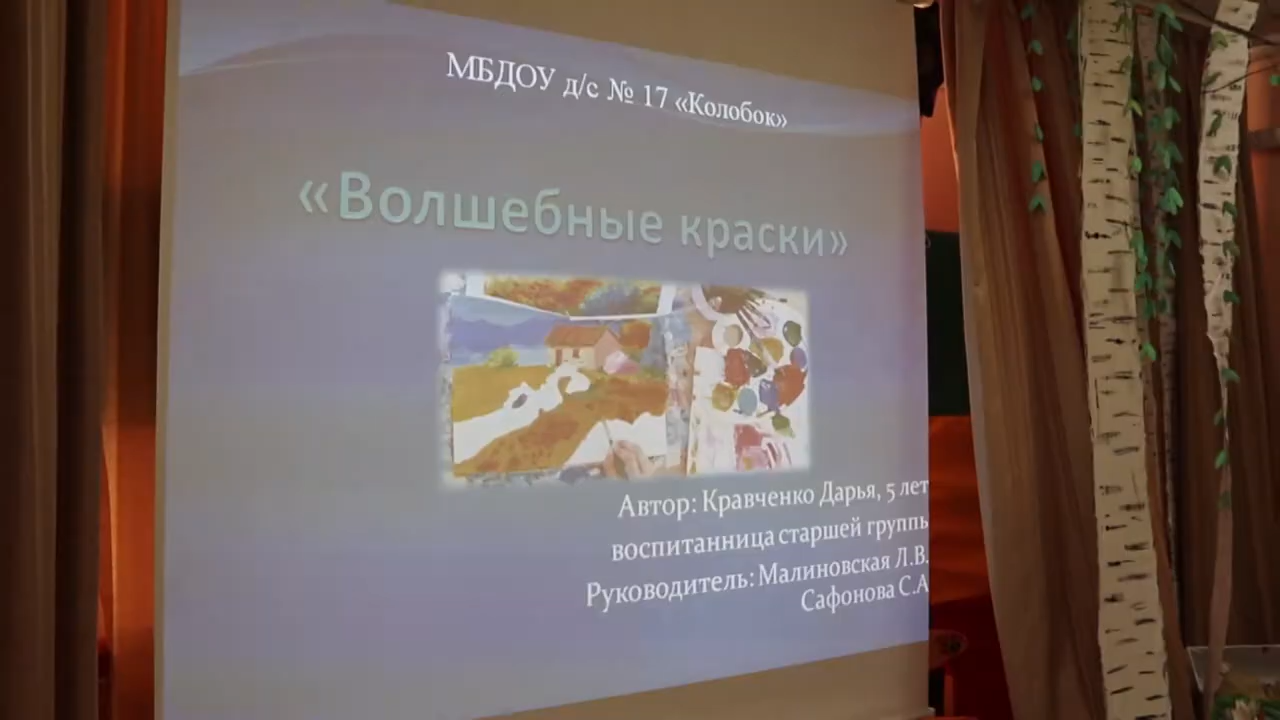 МБДОУ д/с № 17 «Колобок»
«Волшебные краски»
Автор: Кравченко Дарья, 5 лет
воспитанница старшей группы
Руководитель: Малиновская Л.В.
Сафонова С.А